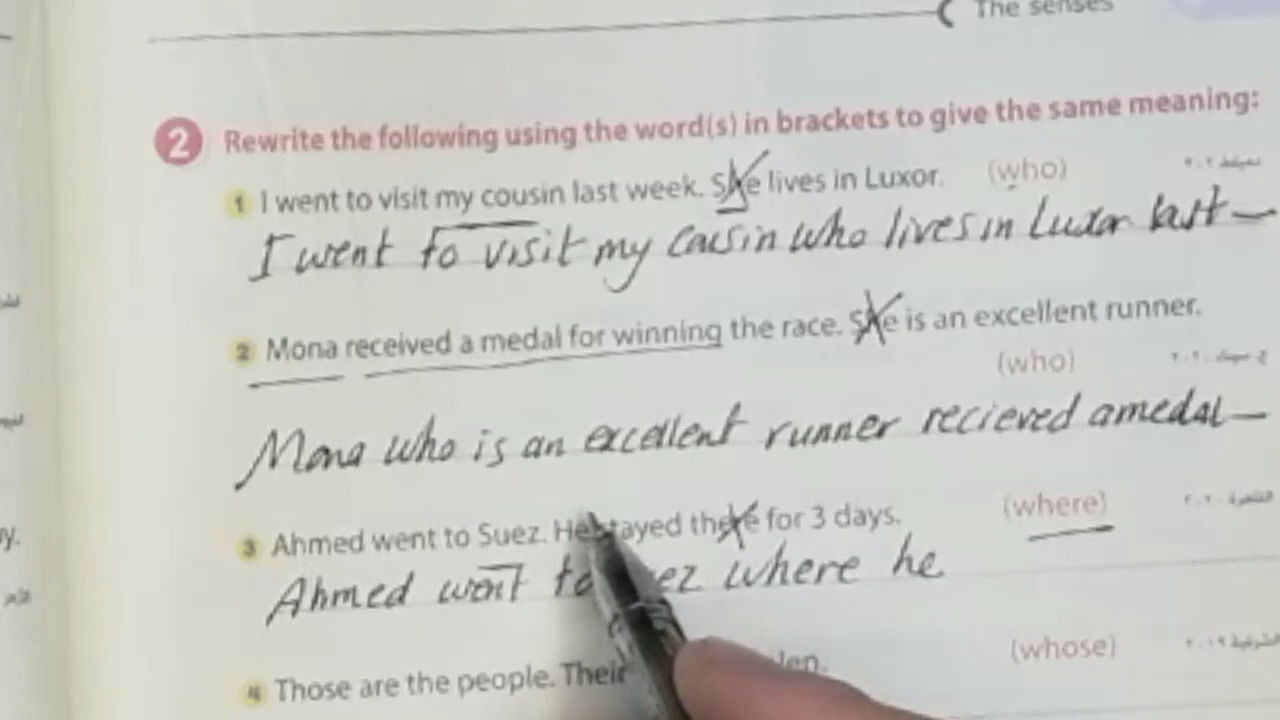 The senses
2 Rewrite the following using the word(s) in brackets to give the same meaning:
1 I went to visit my cousin last week. She lives in Luxor. (who)
I went to visit my cousin who lives in Luxor last
2 Mona received a medal for winning the race. She is an excellent runner.
(who)
Mona who is an excellent runner recieved a medal
3 Ahmed went to Suez. He stayed there for 3 days. (where)
Ahmed went to where he
4 Those are the people. Their (whose)